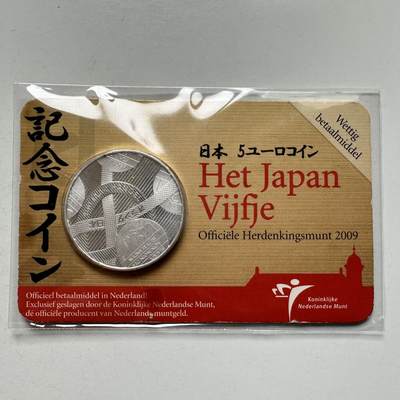 Wettig
betaalmiddel
記念コイン
日本 5ユーロコイン
Het Japan
Vijfje
Officiële Herdenkingsmunt 2009
Officieel betaalmiddel in Nederland!
Exclusief geslagen door de Koninklijke Nederlandse Munt,
dé officiële producent van Nederlands muntgeld.
Koninklijke
Nederlandse Munt